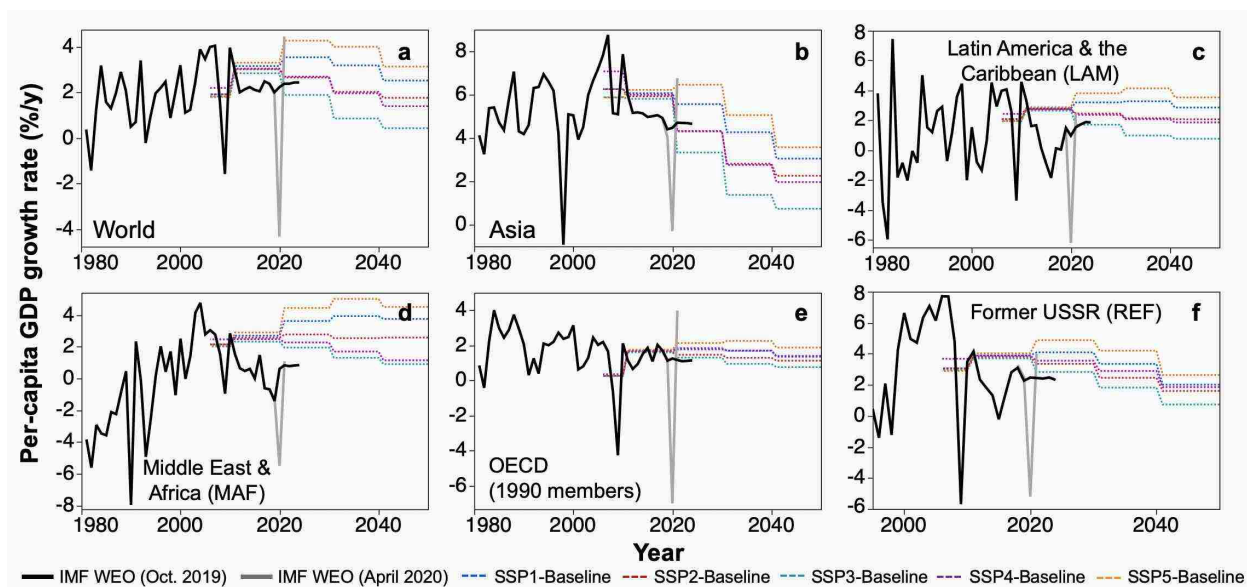 Per-capita GDP growth rate (%/y)
4
2
0
-2
-4
a
World
1980
2000
2020
2040
8
6
4
2
0
b
Asia
1980
2000
2020
2040
8
6
4
2
0
-2
-4
-6
Latin America & the
Caribbean (LAM)
c
1980
2000
2020
2040
4
2
0
-2
-4
-6
-8
d
Middle East &
Africa (MAF)
1980
2000
2020
2040
4
2
0
-2
-4
-6
e
OECD
(1990 members)
1980
2000
2020
2040
8
6
4
2
0
-2
-4
-6
Former USSR (REF)
f
2000
2020
2040
Year
IMF WEO (Oct. 2019)
IMF WEO (April 2020)
SSP1-Baseline
SSP2-Baseline
SSP3-Baseline
SSP4-Baseline
SSP5-Baseline